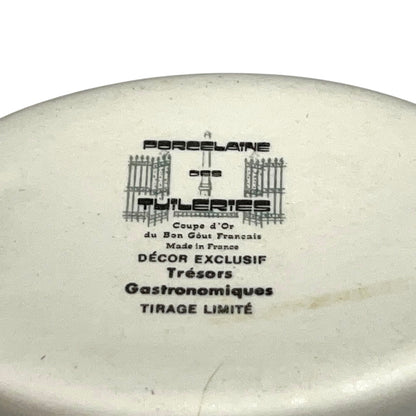 PORCELAINE
DES
TUILERIES
Coupe d'Or
du Bon Goût Français
Made in France
DÉCOR EXCLUSIF
Trésors
Gastronomiques
TIRAGE LIMITÉ